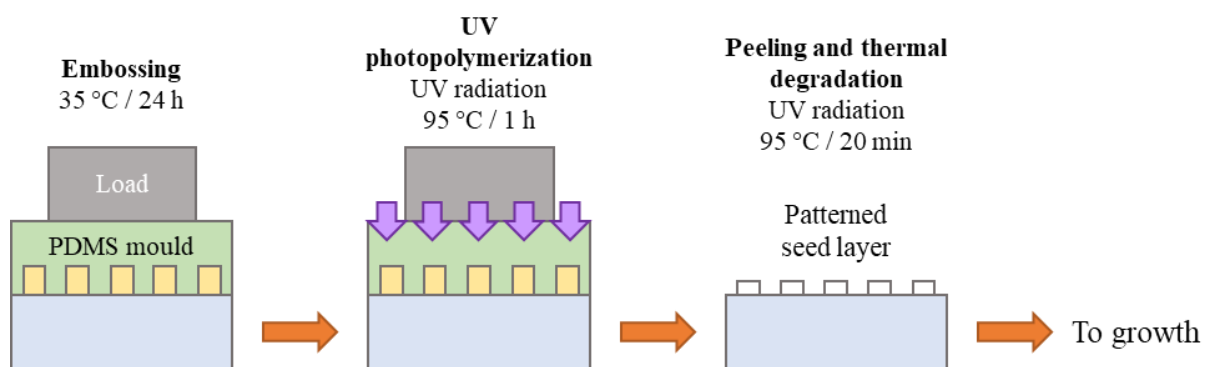 Embossing
35 °C / 24 h
Load
PDMS mould
UV
photopolymerization
UV radiation
95 °C / 1 h
Peeling and thermal
degradation
UV radiation
95 °C / 20 min
Patterned
seed layer
To growth